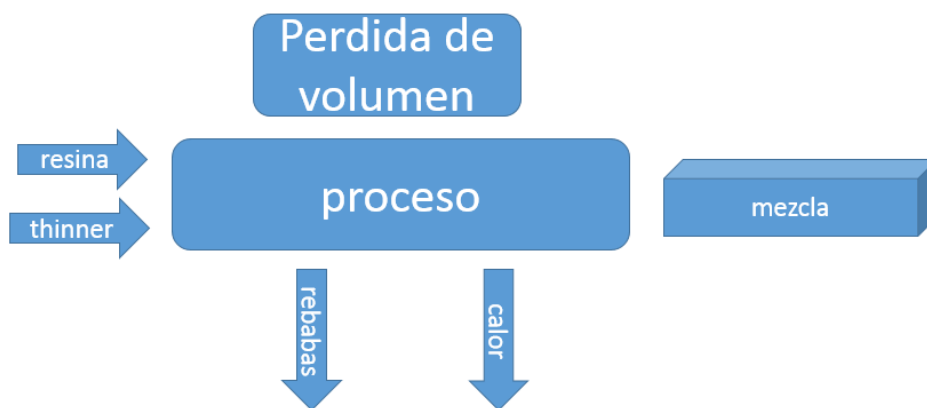 Perdida de
volumen
resina
proceso
thinner
mezcla
rebabas
calor